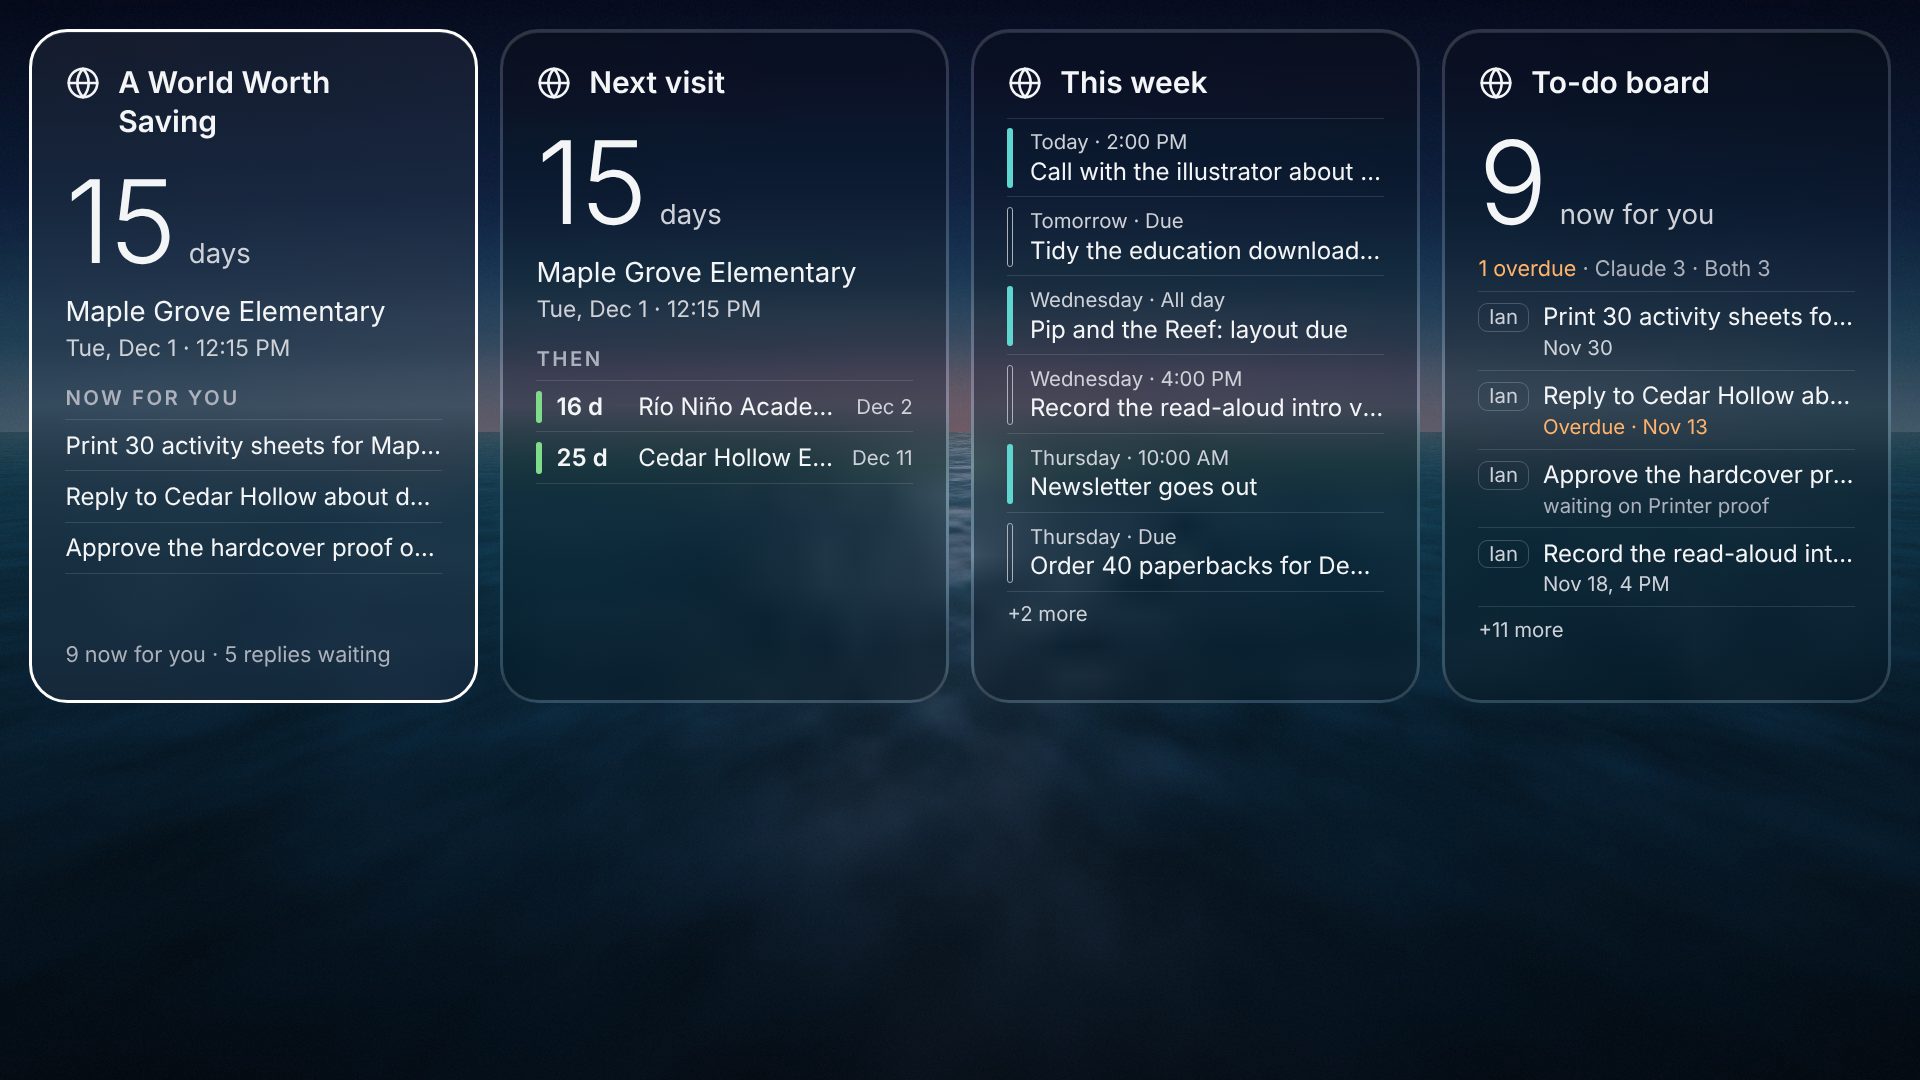 A World Worth
Saving
15 days
Maple Grove Elementary
Tue, Dec 1 · 12:15 PM
NOW FOR YOU
Print 30 activity sheets for Map...
Reply to Cedar Hollow about d...
Approve the hardcover proof o...
9 now for you · 5 replies waiting
Next visit
15 days
Maple Grove Elementary
Tue, Dec 1 · 12:15 PM
THEN
16 d Río Niño Acade... Dec 2
25 d Cedar Hollow E... Dec 11
This week
Today · 2:00 PM
Call with the illustrator about ...
Tomorrow · Due
Tidy the education download...
Wednesday · All day
Pip and the Reef: layout due
Wednesday · 4:00 PM
Record the read-aloud intro v...
Thursday · 10:00 AM
Newsletter goes out
Thursday · Due
Order 40 paperbacks for De...
+2 more
To-do board
9 now for you
1 overdue · Claude 3 · Both 3
Ian Print 30 activity sheets fo...
Nov 30
Ian Reply to Cedar Hollow ab...
Overdue · Nov 13
Ian Approve the hardcover pr...
waiting on Printer proof
Ian Record the read-aloud int...
Nov 18, 4 PM
+11 more